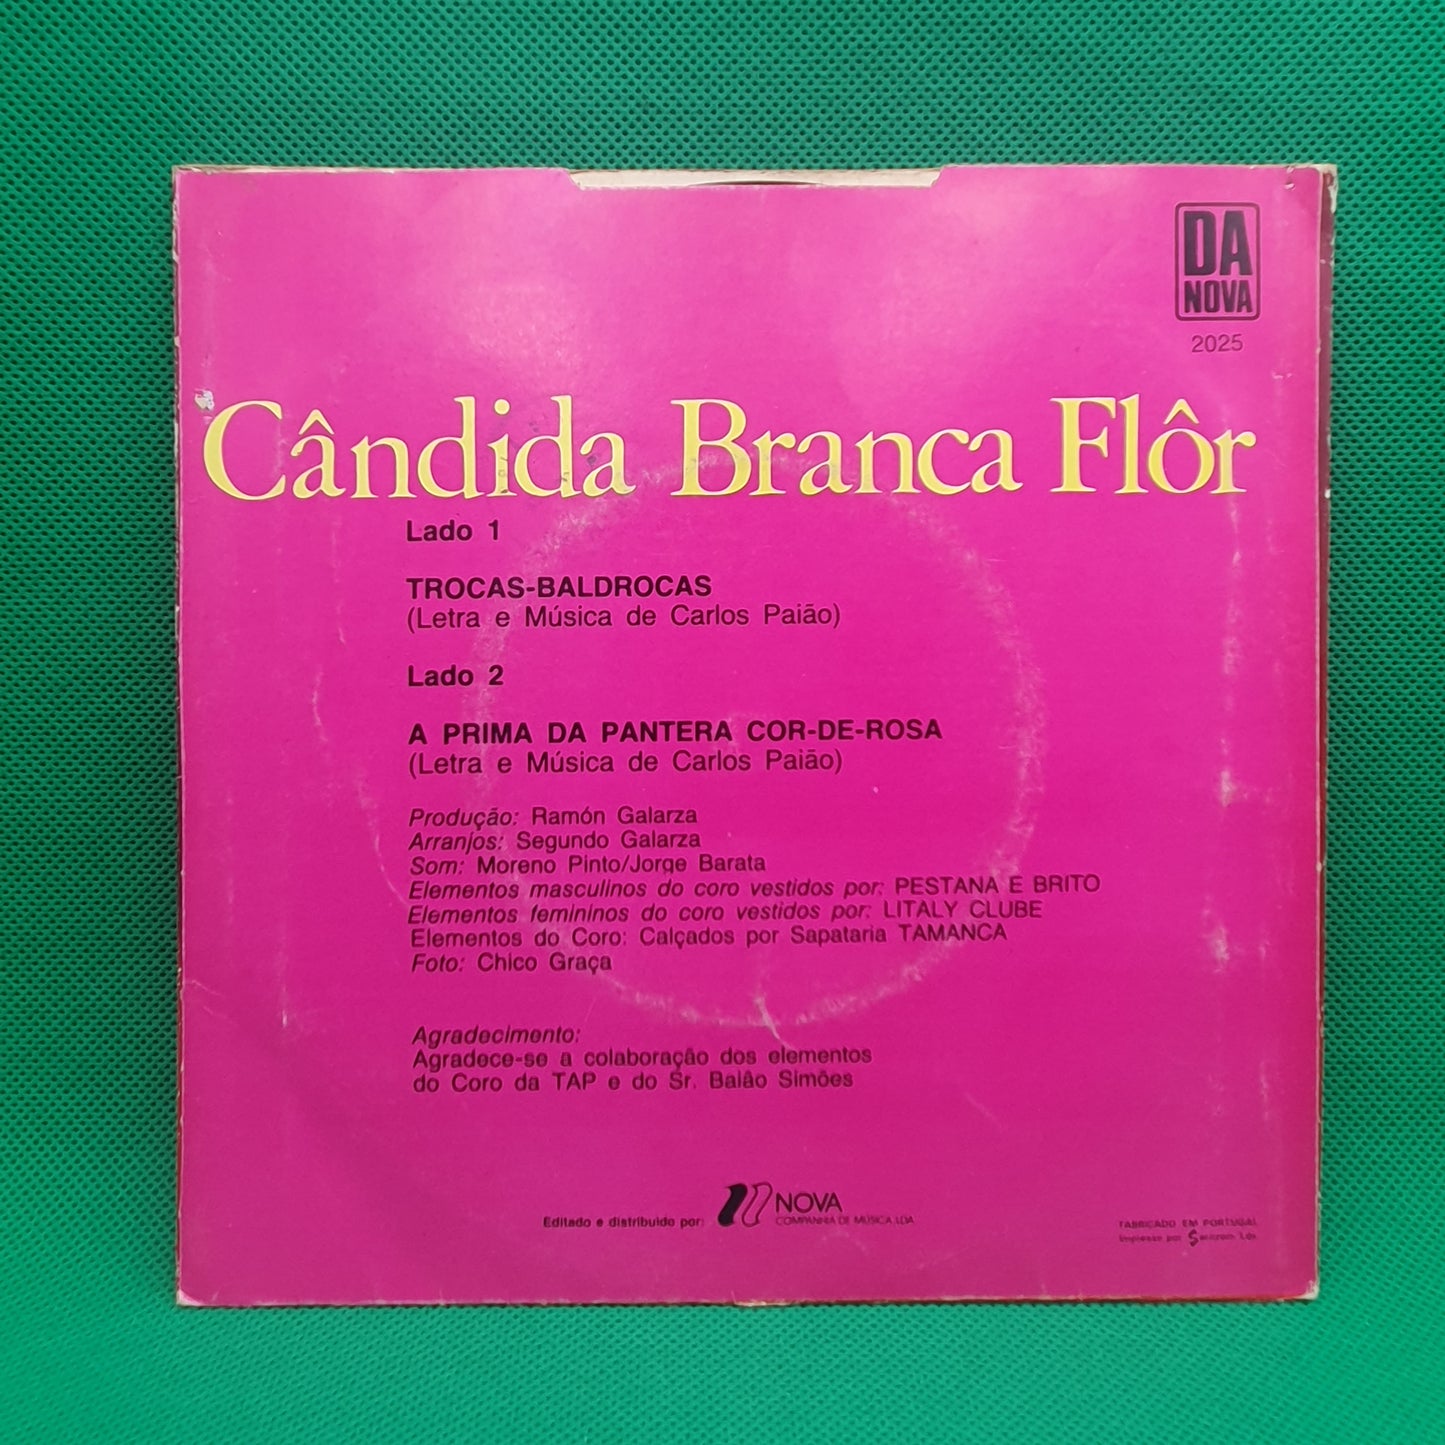 DA
NOVA
2025
Cândida Branca Flôr
Lado 1
TROCAS-BALDROCAS
(Letra e Música de Carlos Paião)
Lado 2
A PRIMA DA PANTERA COR-DE-ROSA
(Letra e Música de Carlos Paião)
Produção: Ramón Galarza
Arranjos: Segundo Galarza
Som: Moreno Pinto/Jorge Barata
Elementos masculinos do coro vestidos por: PESTANA E BRITO
Elementos femininos do coro vestidos por: LITALY CLUBE
Elementos do Coro: Calçados por Sapataria TAMANCA
Foto: Chico Graça
Agradecimento:
Agradece-se a colaboração dos elementos
do Coro da TAP e do Sr. Balâo Simões
Editado e distribuido por: NOVA
COMPANHIA DE MÚSICA LDA
FABRICADO EM PORTUGAL
Impresso por